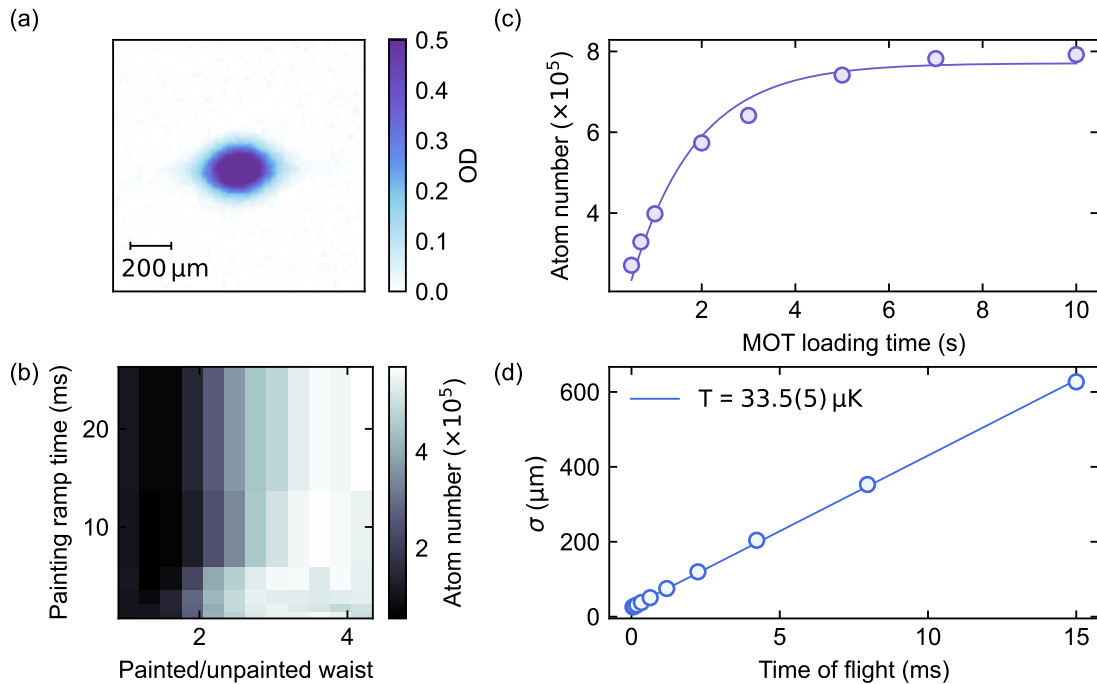 (a)
0.5
0.4
0.3
0.2
0.1
0.0
OD
200 μm
(c)
8
6
4
Atom number (×10⁵)
2 4 6 8 10
MOT loading time (s)
(b)
20
10
Painting ramp time (ms)
2 4
Painted/unpainted waist
4
2
Atom number (×10⁵)
(d)
T = 33.5(5) μK
600
400
200
0
σ (μm)
0 5 10 15
Time of flight (ms)